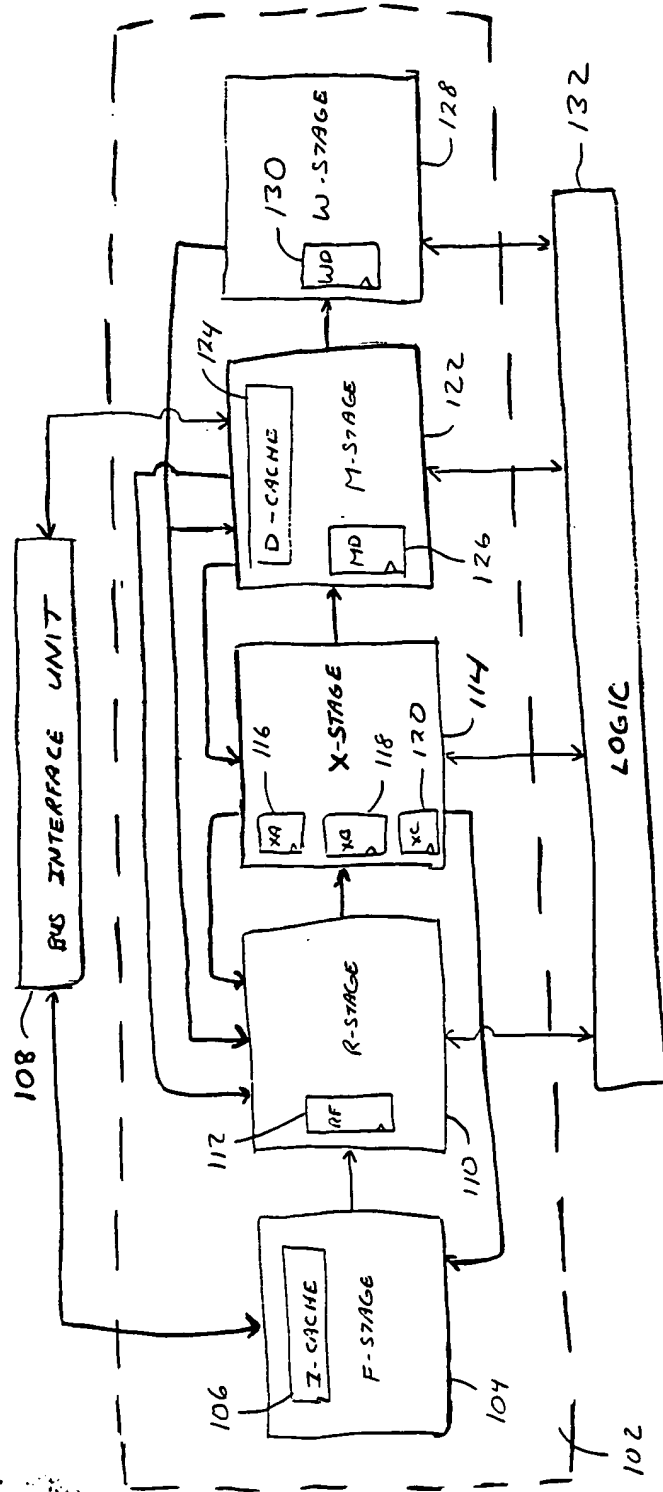 108
BUS INTERFACE UNIT
106
I-CACHE
F-STAGE
104
112
RF
R-STAGE
110
116
XA
X-STAGE
XB
118
XC
120
114
124
D-CACHE
M-STAGE
MD
126
122
130
WD
W-STAGE
128
102
LOGIC
132